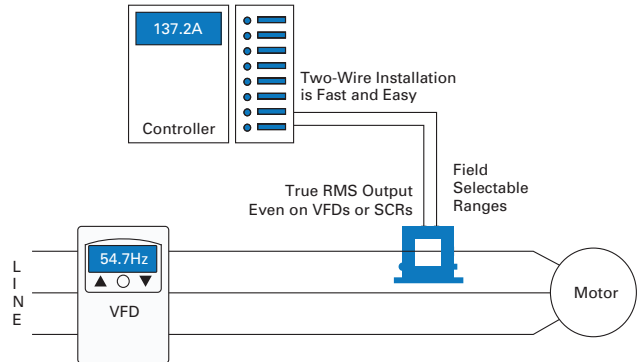 137.2A
Controller
Two-Wire Installation
is Fast and Easy
True RMS Output
Even on VFDs or SCRs
Field
Selectable
Ranges
L
I
N
E
54.7Hz
VFD
Motor